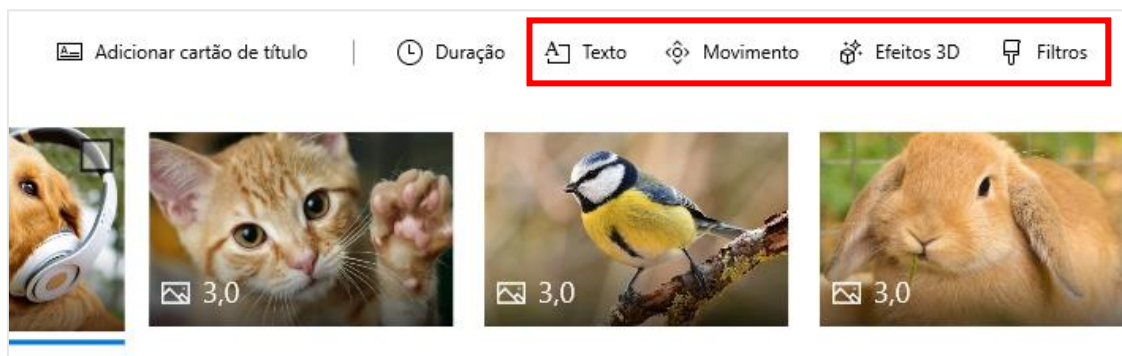 Adicionar cartão de título | Duração Texto Movimento Efeitos 3D Filtros
3,0 3,0 3,0